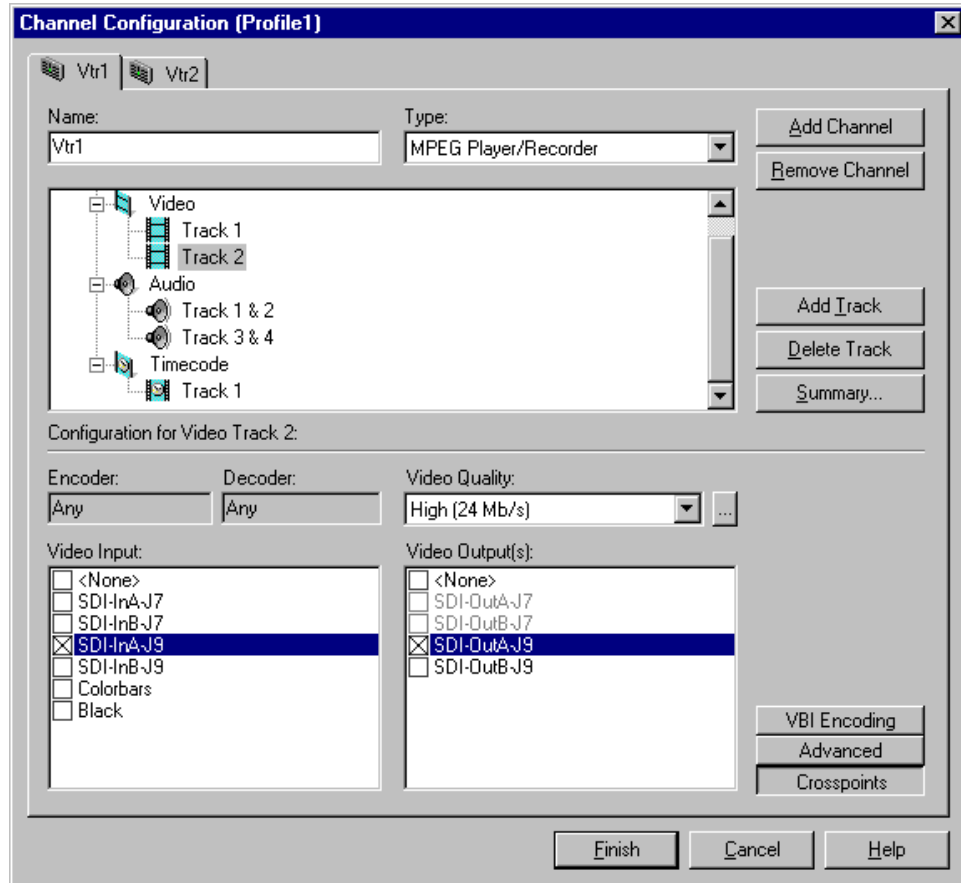 Channel Configuration (Profile1)
Vtr1
Vtr2
Name:
Type:
Vtr1
MPEG Player/Recorder
Add Channel
Remove Channel
Video
Track 1
Track 2
Audio
Track 1 & 2
Track 3 & 4
Timecode
Track 1
Add Track
Delete Track
Summary...
Configuration for Video Track 2:
Encoder:
Decoder:
Video Quality:
Any
Any
High (24 Mb/s)
...
Video Input:
<None>
SDI-InA-J7
SDI-InB-J7
SDI-InA-J9
SDI-InB-J9
Colorbars
Black
Video Output(s):
<None>
SDI-OutA-J7
SDI-OutB-J7
SDI-OutA-J9
SDI-OutB-J9
VBI Encoding
Advanced
Crosspoints
Finish
Cancel
Help